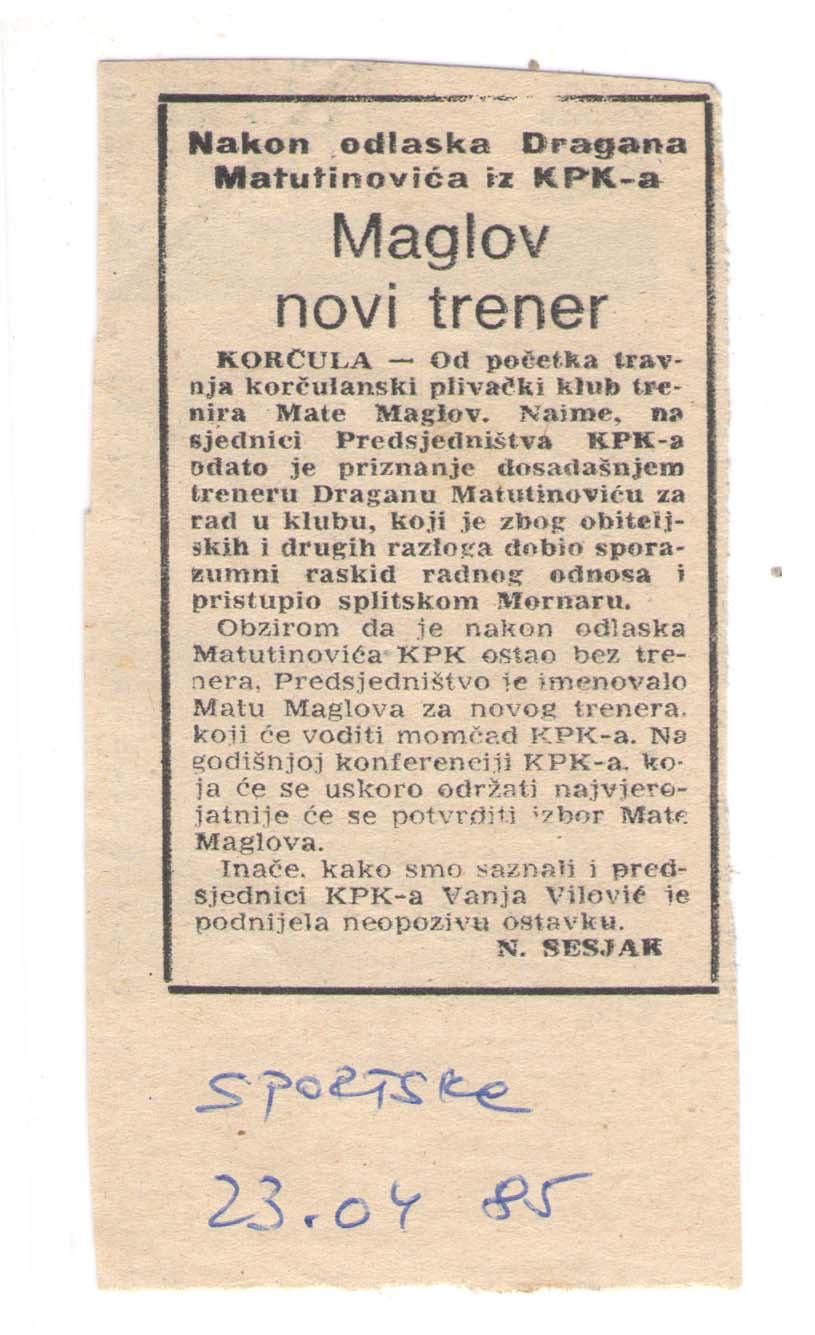 Nakon odlaska Dragana
Matutinovića iz KPK-a
Maglov
novi trener
KORČULA — Od početka trav-
nja korčulanski plivački klub tre-
nira Mate Maglov. Naime, na
sjednici Predsjedništva KPK-a
odato je priznanje dosadašnjem
treneru Draganu Matutinoviću za
rad u klubu, koji je zbog obitelj-
skih i drugih razloga dobio spora-
zumni raskid radnog odnosa i
pristupio splitskom Mornaru.
Obzirom da je nakon odlaska
Matutinovića KPK ostao bez tre-
nera, Predsjedništvo je imenovalo
Matu Maglova za novog trenera,
koji će voditi momčad KPK-a. Na
godišnjoj konferenciji KPK-a, ko-
ja će se uskoro održati najvjero-
jatnije će se potvrditi izbor Mate
Maglova.
Inače, kako smo saznali i pred-
sjednici KPK-a Vanja Vilović je
podnijela neopozivu ostavku.
N. SESJAK
SPORTSKE
23.04 85